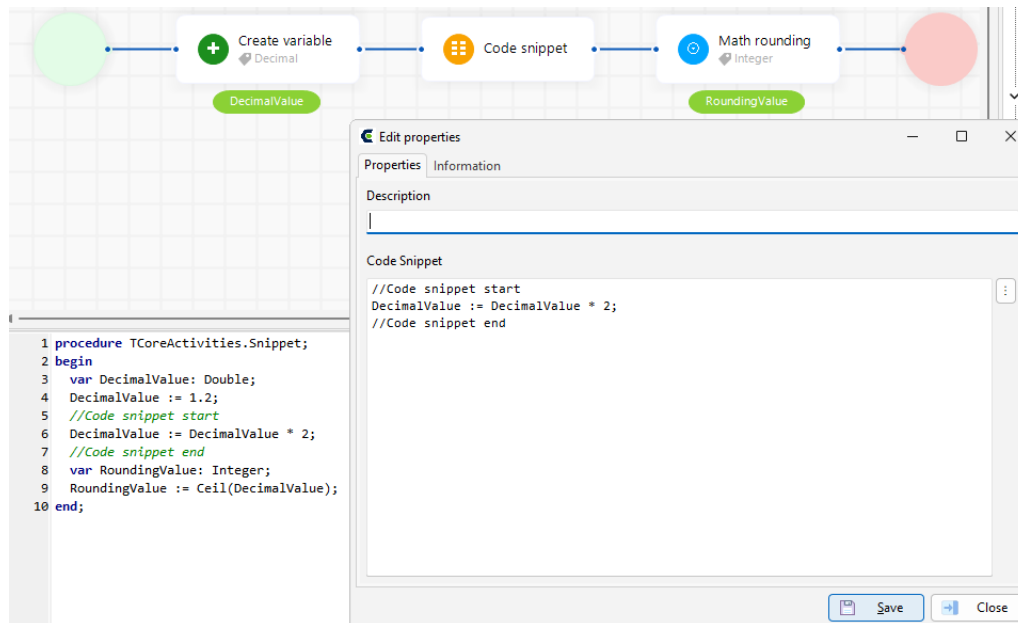 Create variable
Decimal
DecimalValue
Code snippet
Math rounding
Integer
RoundingValue
Edit properties
Properties Information
Description
Code Snippet
//Code snippet start
DecimalValue := DecimalValue * 2;
//Code snippet end
Save
Close
1 procedure TCoreActivities.Snippet;
2 begin
3 var DecimalValue: Double;
4 DecimalValue := 1.2;
5 //Code snippet start
6 DecimalValue := DecimalValue * 2;
7 //Code snippet end
8 var RoundingValue: Integer;
9 RoundingValue := Ceil(DecimalValue);
10 end;